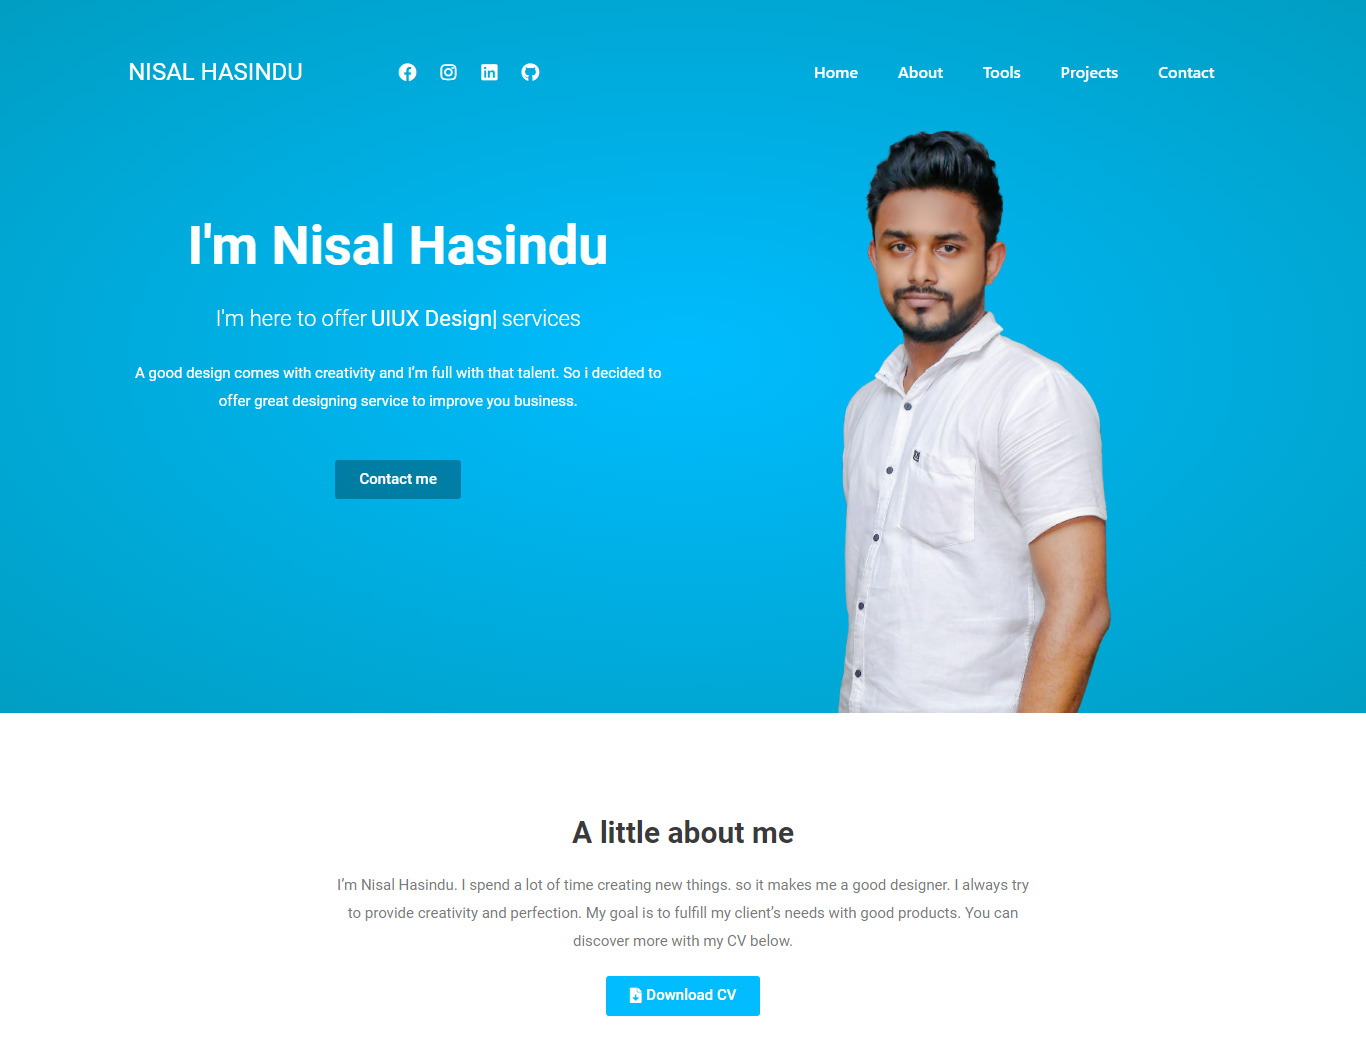 NISAL HASINDU
Home About Tools Projects Contact
I'm Nisal Hasindu
I'm here to offer UIUX Design| services
A good design comes with creativity and I’m full with that talent. So i decided to
offer great designing service to improve you business.
Contact me
A little about me
I’m Nisal Hasindu. I spend a lot of time creating new things. so it makes me a good designer. I always try
to provide creativity and perfection. My goal is to fulfill my client’s needs with good products. You can
discover more with my CV below.
Download CV